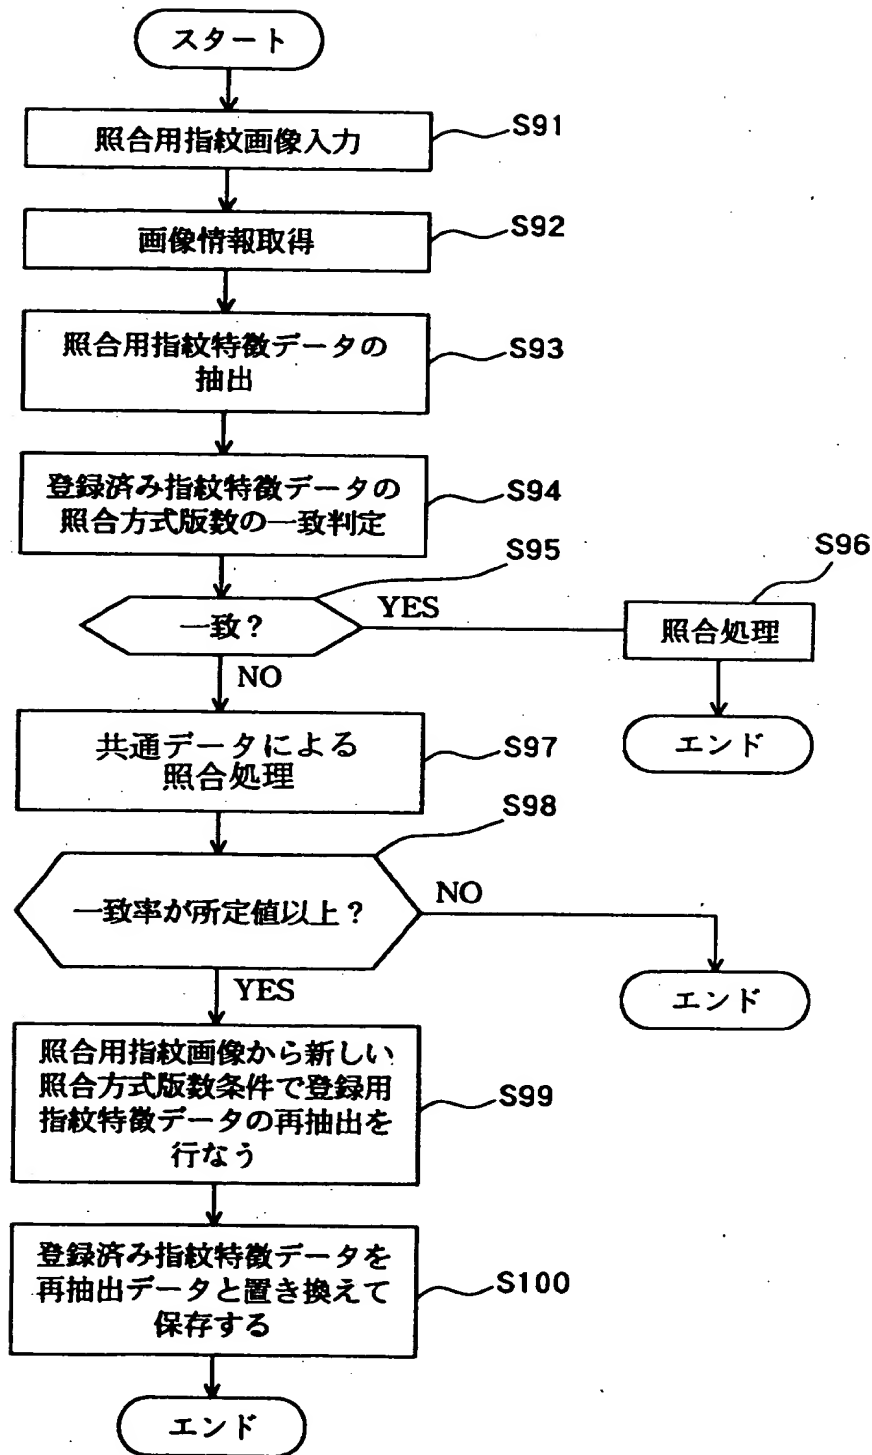 スタート
照合用指紋画像入力
S91
画像情報取得
S92
照合用指紋特徴データの
抽出
S93
登録済み指紋特徴データの
照合方式版数の一致判定
S94
S95
一致？
YES
S96
照合処理
エンド
NO
共通データによる
照合処理
S97
S98
一致率が所定値以上？
NO
エンド
YES
照合用指紋画像から新しい
照合方式版数条件で登録用
指紋特徴データの再抽出を
行なう
S99
登録済み指紋特徴データを
再抽出データと置き換えて
保存する
S100
エンド